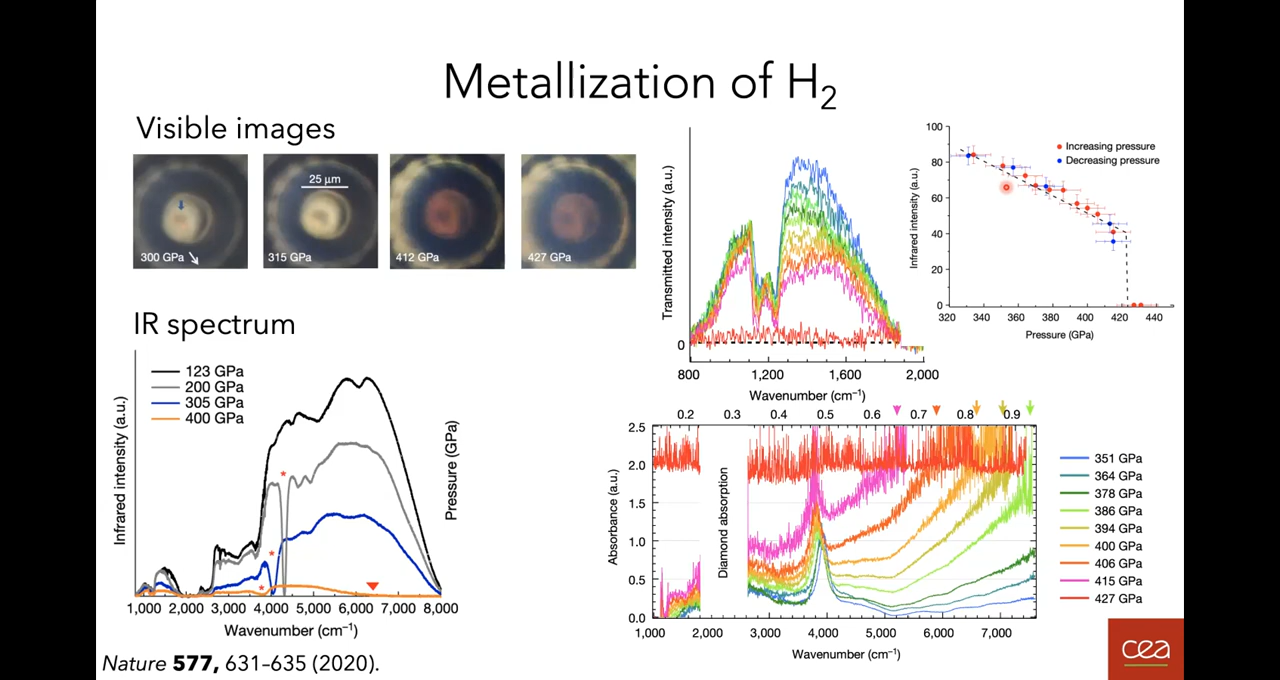 Metallization of H2
Visible images
300 GPa
25 μm
315 GPa
412 GPa
427 GPa
IR spectrum
Infrared intensity (a.u.)
123 GPa
200 GPa
305 GPa
400 GPa
*
*
*
1,000 2,000 3,000 4,000 5,000 6,000 7,000 8,000
Wavenumber (cm⁻¹)
Pressure (GPa)
Nature 577, 631–635 (2020).
Transmitted intensity (a.u.)
0
800 1,200 1,600 2,000
Wavenumber (cm⁻¹)
Infrared intensity (a.u.)
100
80
60
40
20
0
Increasing pressure
Decreasing pressure
320 340 360 380 400 420 440
Pressure (GPa)
0.2 0.3 0.4 0.5 0.6 0.7 0.8 0.9
Absorbance (a.u.)
2.5
2.0
1.5
1.0
0.5
0.0
Diamond absorption
1,000 2,000 3,000 4,000 5,000 6,000 7,000
Wavenumber (cm⁻¹)
351 GPa
364 GPa
378 GPa
386 GPa
394 GPa
400 GPa
406 GPa
415 GPa
427 GPa
cea